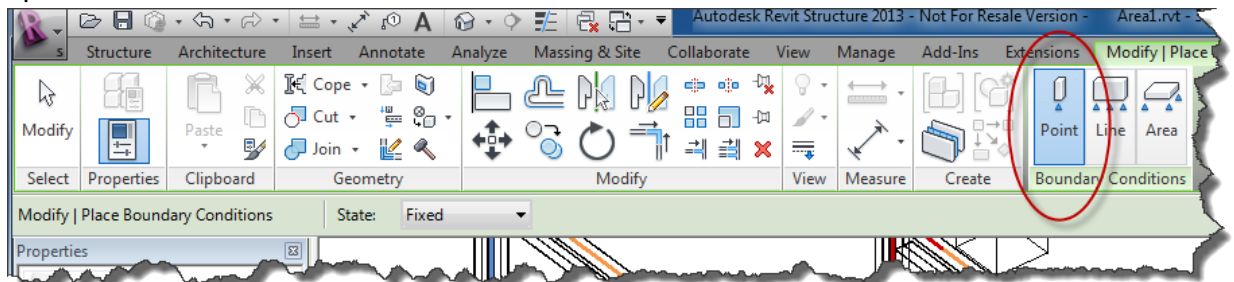 Autodesk Revit Structure 2013 - Not For Resale Version - Area1.rvt -
S Structure Architecture Insert Annotate Analyze Massing & Site Collaborate View Manage Add-Ins Extensions Modify | Place
Modify Paste Cope Cut Join Point Line Area
Select Properties Clipboard Geometry Modify View Measure Create Boundary Conditions
Modify | Place Boundary Conditions State: Fixed
Properties